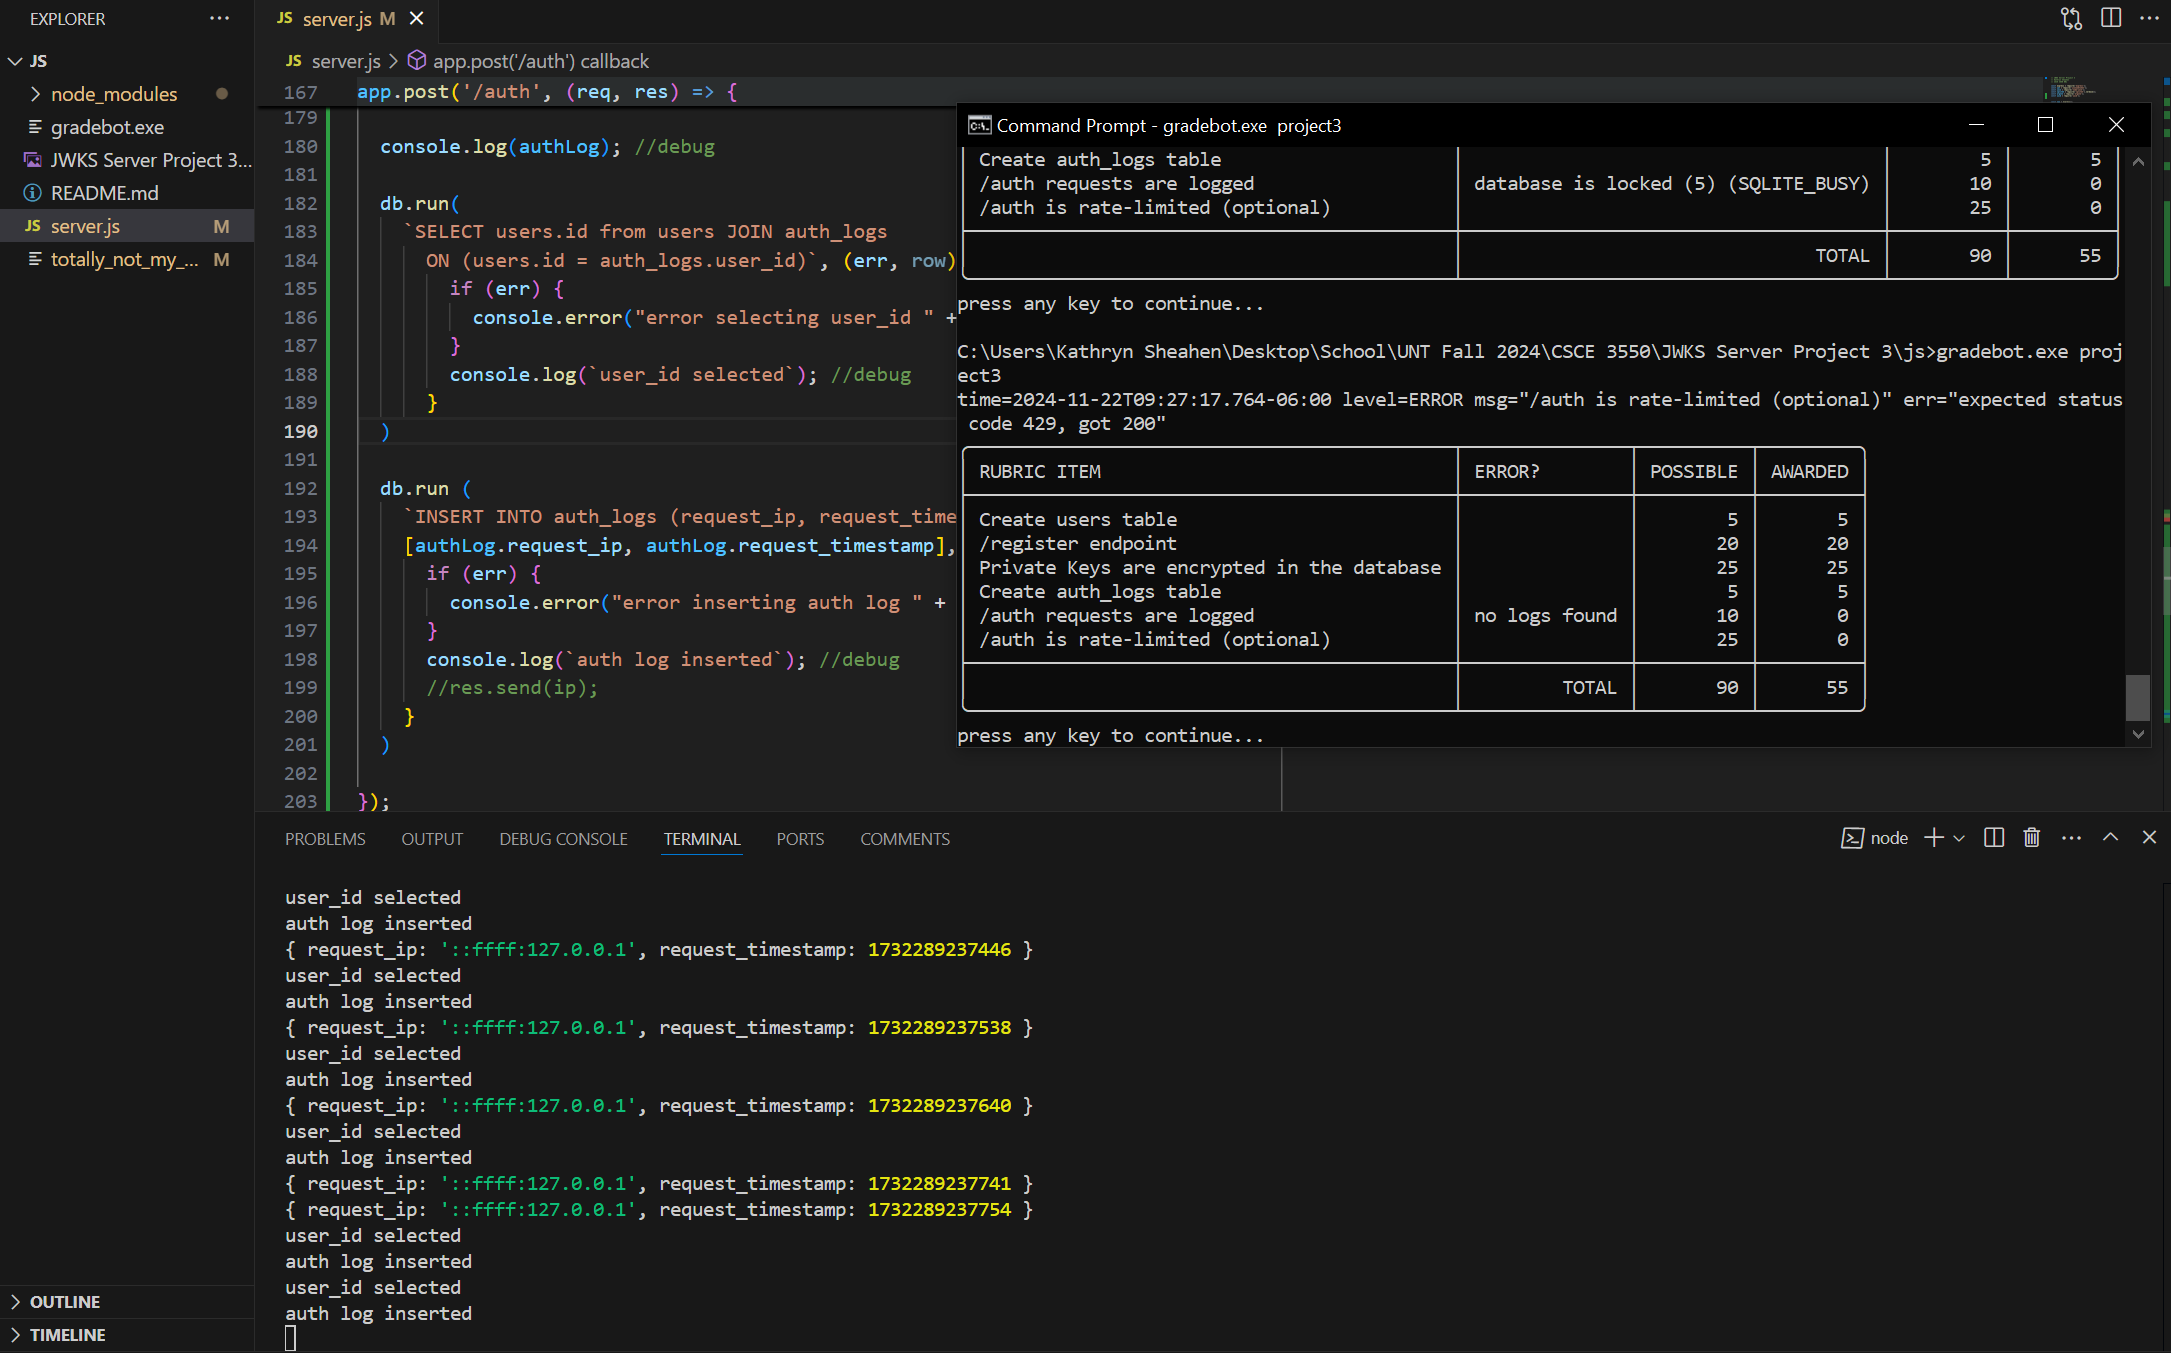 EXPLORER
JS
node_modules
gradebot.exe
JWKS Server Project 3...
README.md
JS server.js M
totally_not_my_... M
OUTLINE
TIMELINE
JS server.js M
JS server.js > app.post('/auth') callback
167 app.post('/auth', (req, res) => {
179
180 console.log(authLog); //debug
181
182 db.run(
183 `SELECT users.id from users JOIN auth_logs
184 ON (users.id = auth_logs.user_id)`, (err, row)
185 if (err) {
186 console.error("error selecting user_id " +
187 }
188 console.log(`user_id selected`); //debug
189 }
190 )
191
192 db.run (
193 `INSERT INTO auth_logs (request_ip, request_time
194 [authLog.request_ip, authLog.request_timestamp],
195 if (err) {
196 console.error("error inserting auth log " +
197 }
198 console.log(`auth log inserted`); //debug
199 //res.send(ip);
200 }
201 )
202
203 });
Command Prompt - gradebot.exe project3
Create auth_logs table 5 5
/auth requests are logged database is locked (5) (SQLITE_BUSY) 10 0
/auth is rate-limited (optional) 25 0
TOTAL 90 55
press any key to continue...
C:\Users\Kathryn Sheahen\Desktop\School\UNT Fall 2024\CSCE 3550\JWKS Server Project 3\js>gradebot.exe proj
ect3
time=2024-11-22T09:27:17.764-06:00 level=ERROR msg="/auth is rate-limited (optional)" err="expected status
code 429, got 200"
RUBRIC ITEM ERROR? POSSIBLE AWARDED
Create users table 5 5
/register endpoint 20 20
Private Keys are encrypted in the database 25 25
Create auth_logs table 5 5
/auth requests are logged no logs found 10 0
/auth is rate-limited (optional) 25 0
TOTAL 90 55
press any key to continue...
PROBLEMS OUTPUT DEBUG CONSOLE TERMINAL PORTS COMMENTS
node
user_id selected
auth log inserted
{ request_ip: '::ffff:127.0.0.1', request_timestamp: 1732289237446 }
user_id selected
auth log inserted
{ request_ip: '::ffff:127.0.0.1', request_timestamp: 1732289237538 }
user_id selected
auth log inserted
{ request_ip: '::ffff:127.0.0.1', request_timestamp: 1732289237640 }
user_id selected
auth log inserted
{ request_ip: '::ffff:127.0.0.1', request_timestamp: 1732289237741 }
{ request_ip: '::ffff:127.0.0.1', request_timestamp: 1732289237754 }
user_id selected
auth log inserted
user_id selected
auth log inserted